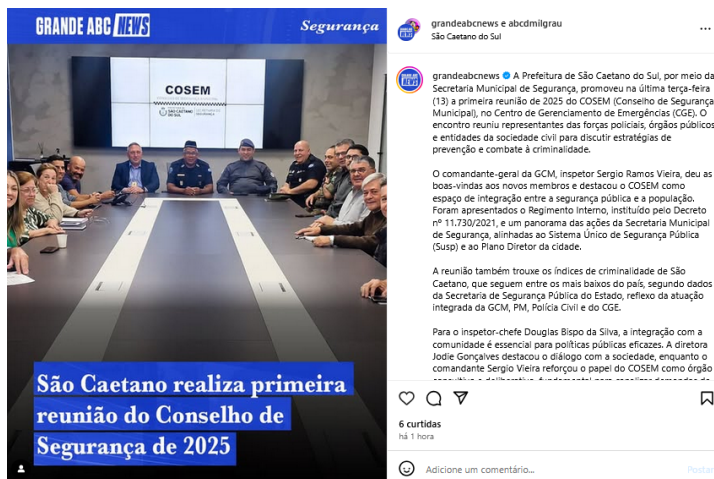 GRANDE ABC NEWS
Segurança
COSEM
SÃO CAETANO
DO SUL
SECRETARIA DE
SEGURANÇA
São Caetano realiza primeira
reunião do Conselho de
Segurança de 2025
grandeabcnews e abcdmilgrau
São Caetano do Sul
grandeabcnews A Prefeitura de São Caetano do Sul, por meio da
Secretaria Municipal de Segurança, promoveu na última terça-feira
(13) a primeira reunião de 2025 do COSEM (Conselho de Segurança
Municipal), no Centro de Gerenciamento de Emergências (CGE). O
encontro reuniu representantes das forças policiais, órgãos públicos
e entidades da sociedade civil para discutir estratégias de
prevenção e combate à criminalidade.
O comandante-geral da GCM, inspetor Sergio Ramos Vieira, deu as
boas-vindas aos novos membros e destacou o COSEM como
espaço de integração entre a segurança pública e a população.
Foram apresentados o Regimento Interno, instituído pelo Decreto
nº 11.730/2021, e um panorama das ações da Secretaria Municipal
de Segurança, alinhadas ao Sistema Único de Segurança Pública
(Susp) e ao Plano Diretor da cidade.
A reunião também trouxe os índices de criminalidade de São
Caetano, que seguem entre os mais baixos do país, segundo dados
da Secretaria de Segurança Pública do Estado, reflexo da atuação
integrada da GCM, PM, Polícia Civil e do CGE.
Para o inspetor-chefe Douglas Bispo da Silva, a integração com a
comunidade é essencial para políticas públicas eficazes. A diretora
Jodie Gonçalves destacou o diálogo com a sociedade, enquanto o
comandante Sergio Vieira reforçou o papel do COSEM como órgão
6 curtidas
há 1 hora
Adicione um comentário...
Postar